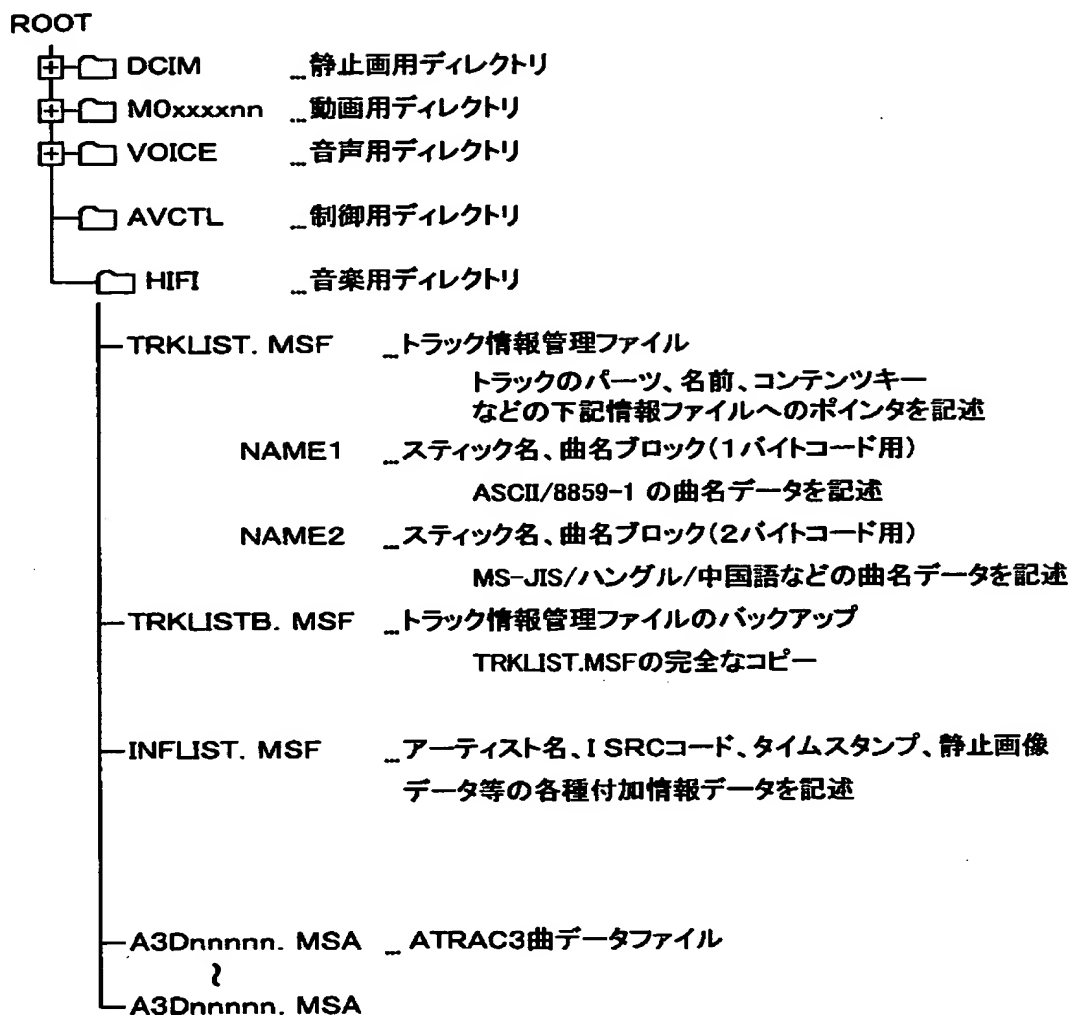 ROOT
DCIM ...静止画用ディレクトリ
M0xxxxnn ...動画用ディレクトリ
VOICE ...音声用ディレクトリ
AVCTL ...制御用ディレクトリ
HIFI ...音楽用ディレクトリ
TRKLIST. MSF ...トラック情報管理ファイル
トラックのパーツ、名前、コンテンツキー
などの下記情報ファイルへのポインタを記述
NAME1 ...スティック名、曲名ブロック(1バイトコード用)
ASCII/8859-1 の曲名データを記述
NAME2 ...スティック名、曲名ブロック(2バイトコード用)
MS-JIS/ハングル/中国語などの曲名データを記述
TRKLISTB. MSF ...トラック情報管理ファイルのバックアップ
TRKLIST.MSFの完全なコピー
INFLIST. MSF ...アーティスト名、ISRCコード、タイムスタンプ、静止画像
データ等の各種付加情報データを記述
A3Dnnnnn. MSA ... ATRAC3曲データファイル
~
A3Dnnnnn. MSA